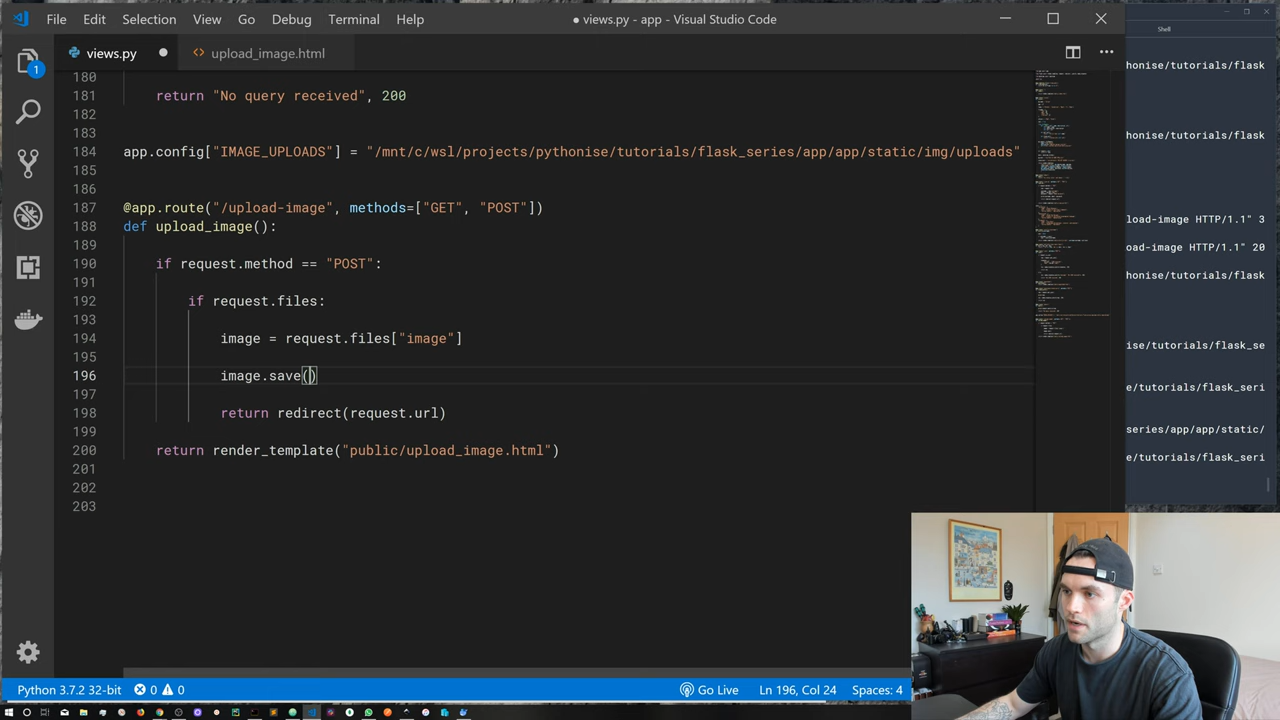 File Edit Selection View Go Debug Terminal Help
● views.py - app - Visual Studio Code
Shell
1
views.py
<> upload_image.html
180
181 return "No query received", 200
182
183
184 app.config["IMAGE_UPLOADS"] = "/mnt/c/wsl/projects/pythonise/tutorials/flask_series/app/app/static/img/uploads"
185
186
187 @app.route("/upload-image", methods=["GET", "POST"])
188 def upload_image():
189
190 if request.method == "POST":
191
192 if request.files:
193
194 image = request.files["image"]
195
196 image.save()
197
198 return redirect(request.url)
199
200 return render_template("public/upload_image.html")
201
202
203
honise/tutorials/flask
honise/tutorials/flask
honise/tutorials/flask
load-image HTTP/1.1" 3
oad-image HTTP/1.1" 20
honise/tutorials/flask
ise/tutorials/flask_se
e/tutorials/flask_seri
series/app/app/static/
e/tutorials/flask_seri
Python 3.7.2 32-bit 0 0 Go Live Ln 196, Col 24 Spaces: 4